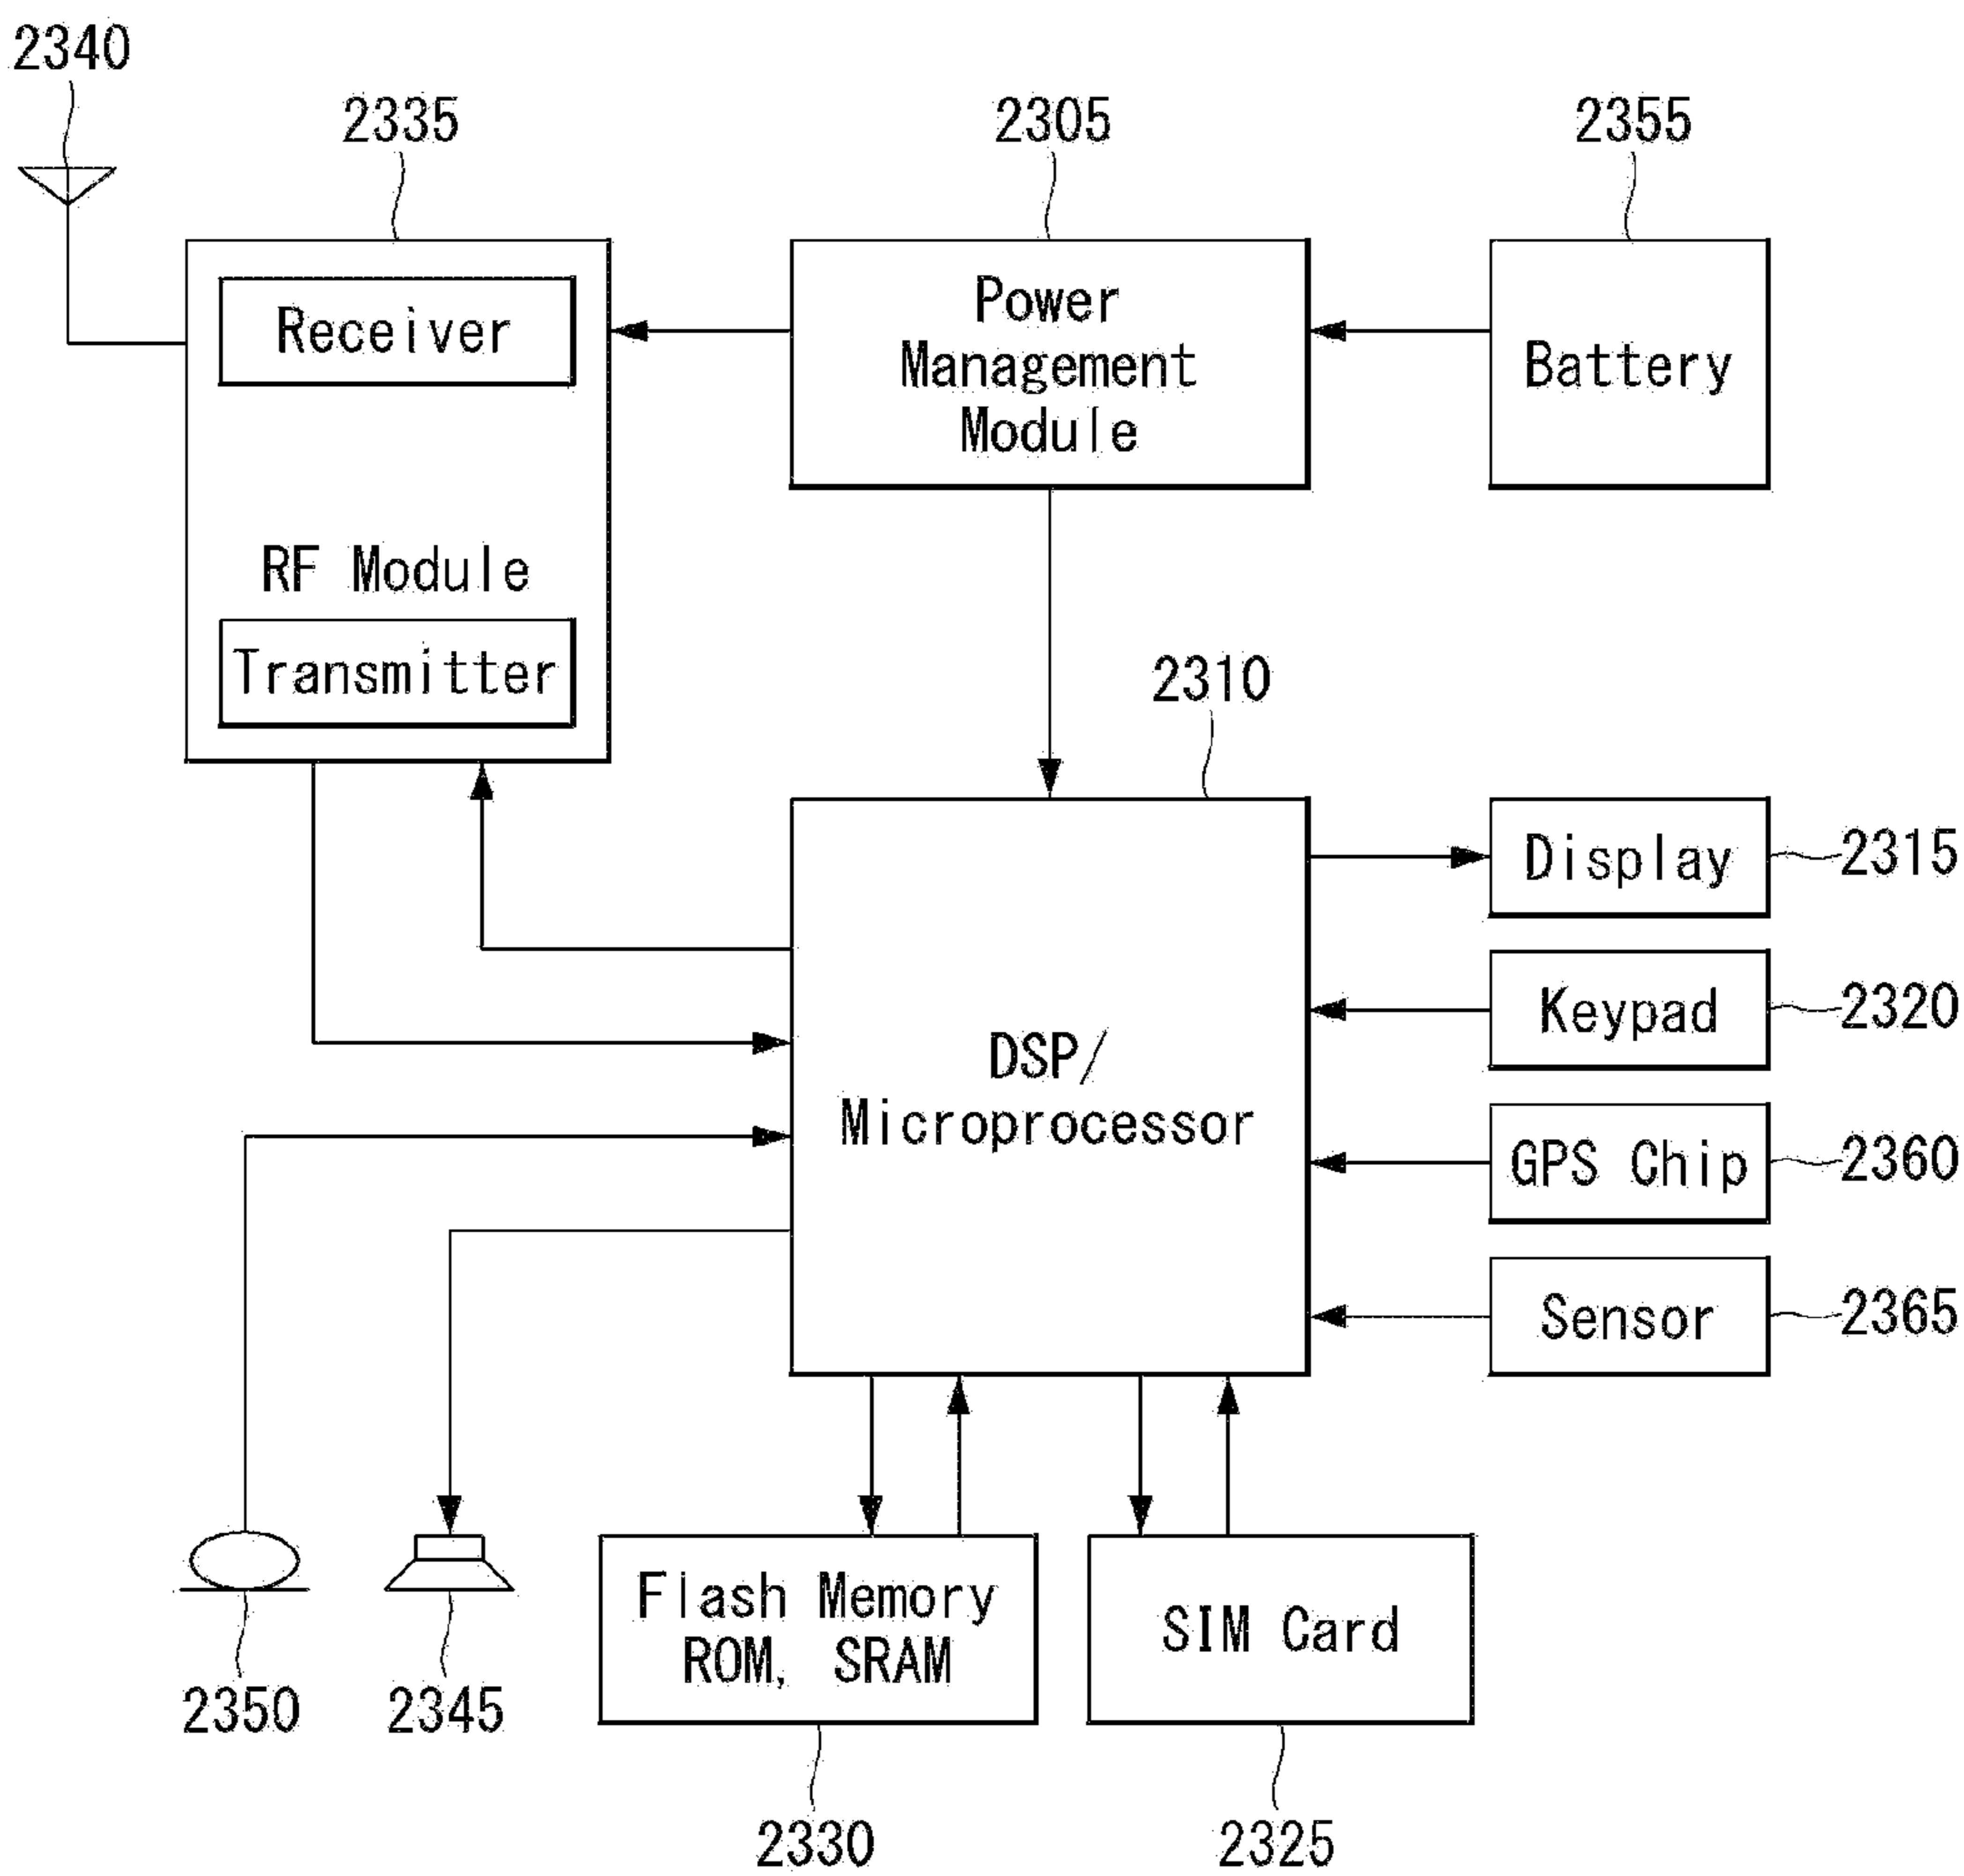 2340
2335
2305
2355
Receiver
RF Module
Transmitter
Power
Management
Module
Battery
2310
DSP/
Microprocessor
Display
2315
Keypad
2320
GPS Chip
2360
Sensor
2365
2350
2345
Flash Memory
ROM, SRAM
SIM Card
2330
2325